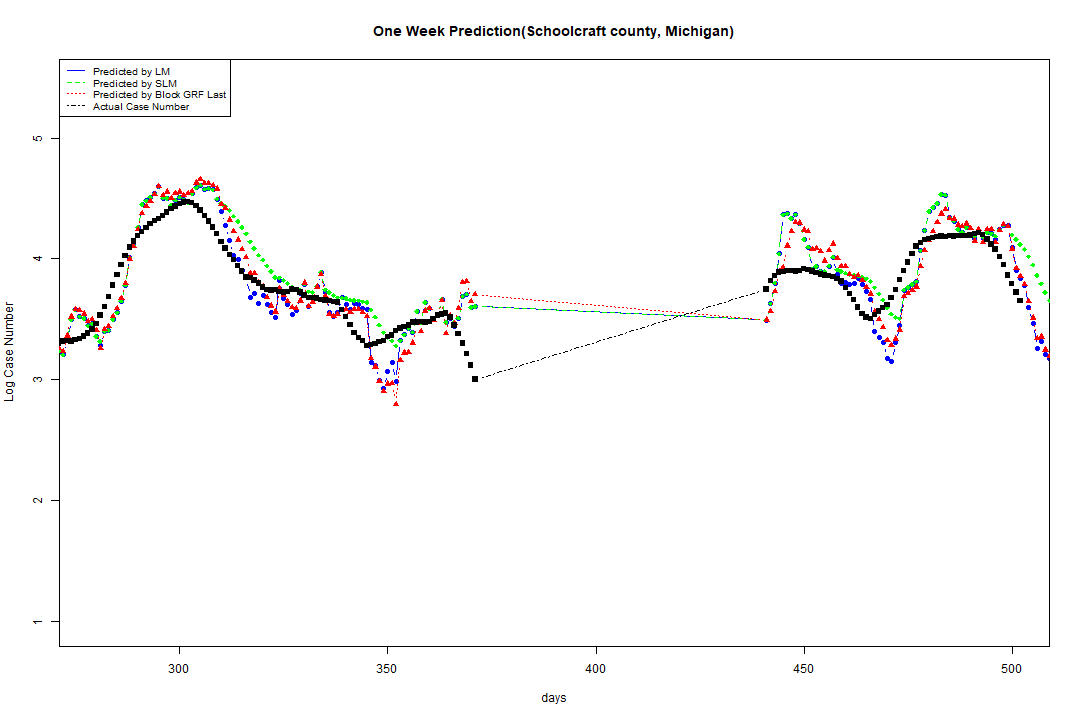 One Week Prediction(Schoolcraft county, Michigan)
Predicted by LM
Predicted by SLM
Predicted by Block GRF Last
Actual Case Number
Log Case Number
5
4
3
2
1
300 350 400 450 500
days